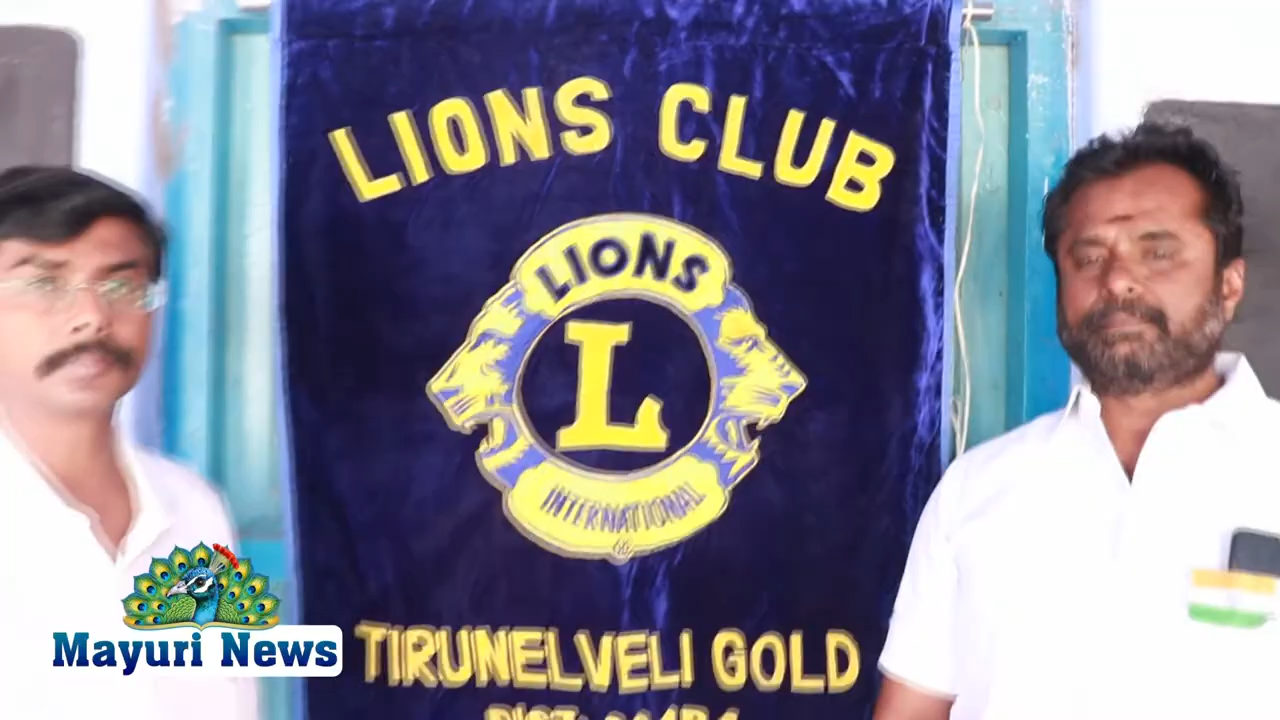 LIONS CLUB
LIONS
L
INTERNATIONAL
TIRUNELVELI GOLD
Mayuri News